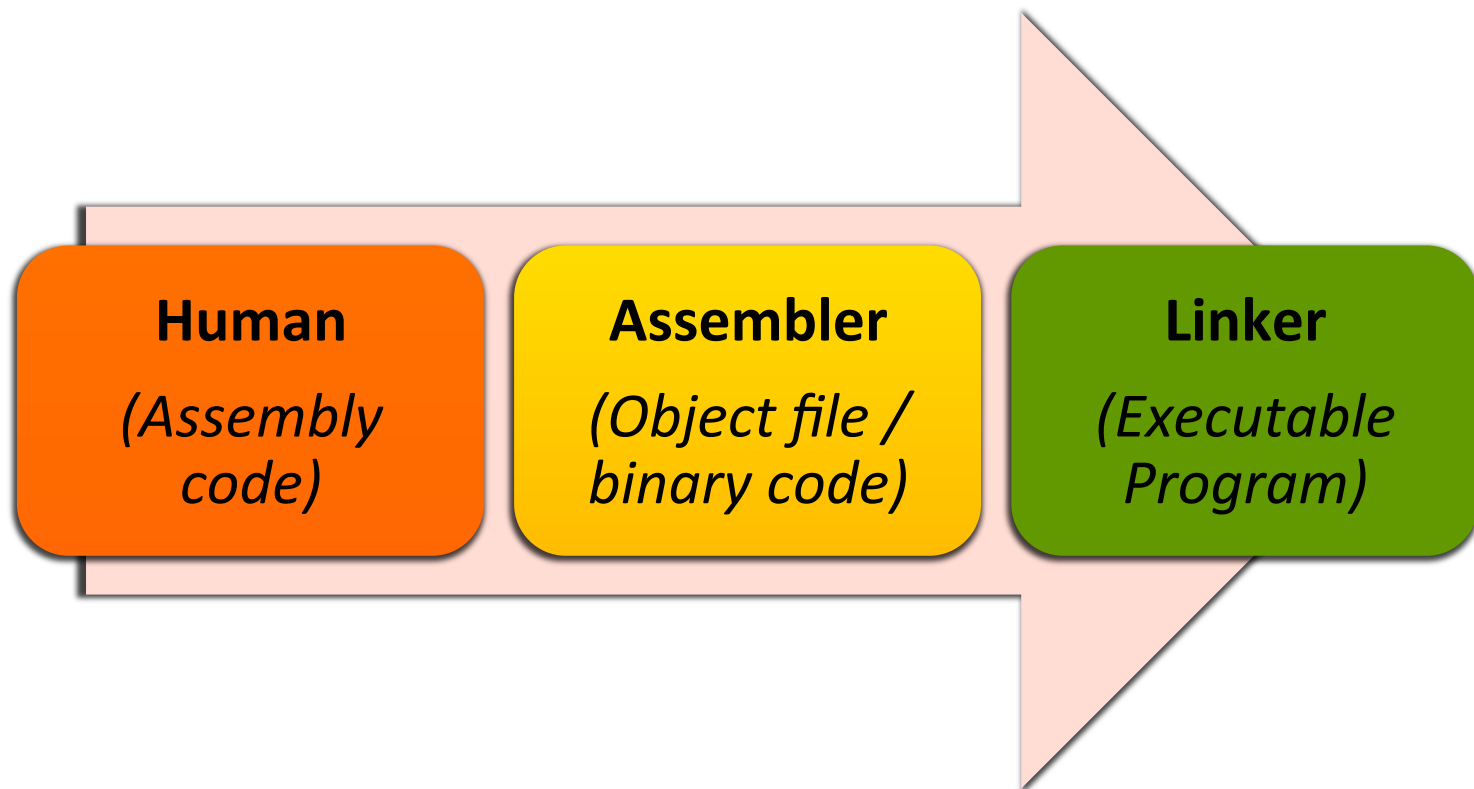 Human
(Assembly
code)
Assembler
(Object file /
binary code)
Linker
(Executable
Program)